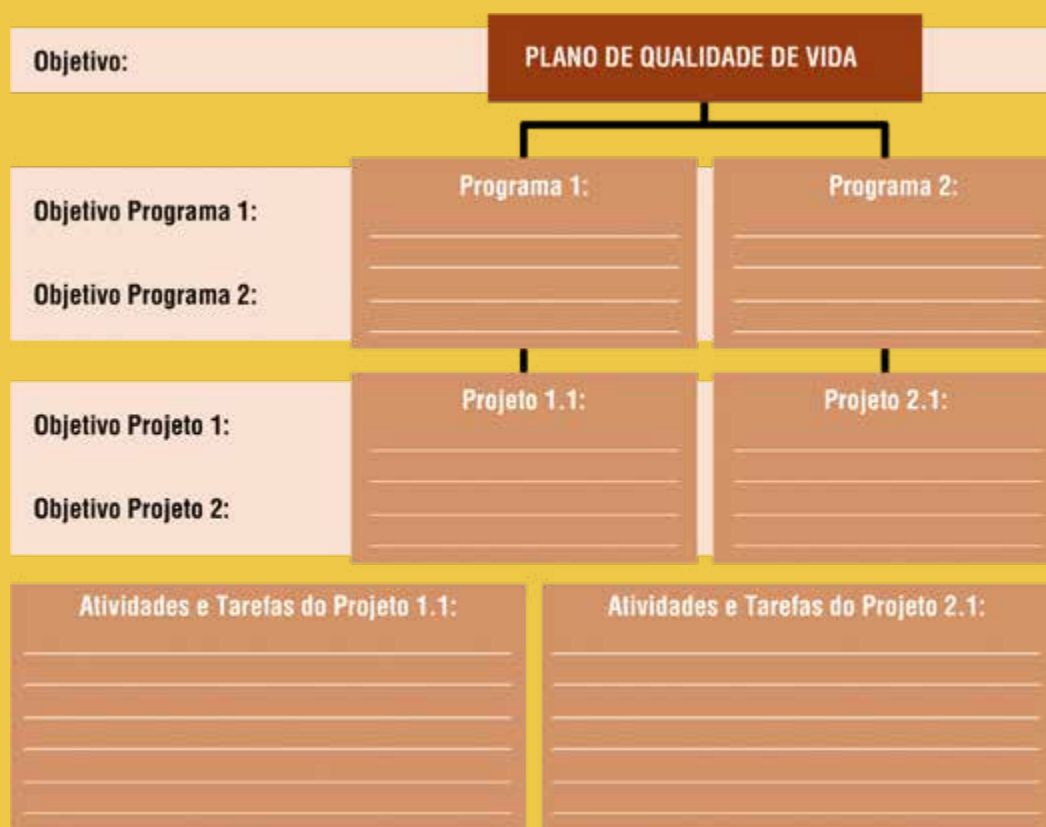 Objetivo:
PLANO DE QUALIDADE DE VIDA
Objetivo Programa 1:
Objetivo Programa 2:
Programa 1:
Programa 2:
Objetivo Projeto 1:
Objetivo Projeto 2:
Projeto 1.1:
Projeto 2.1:
Atividades e Tarefas do Projeto 1.1:
Atividades e Tarefas do Projeto 2.1: